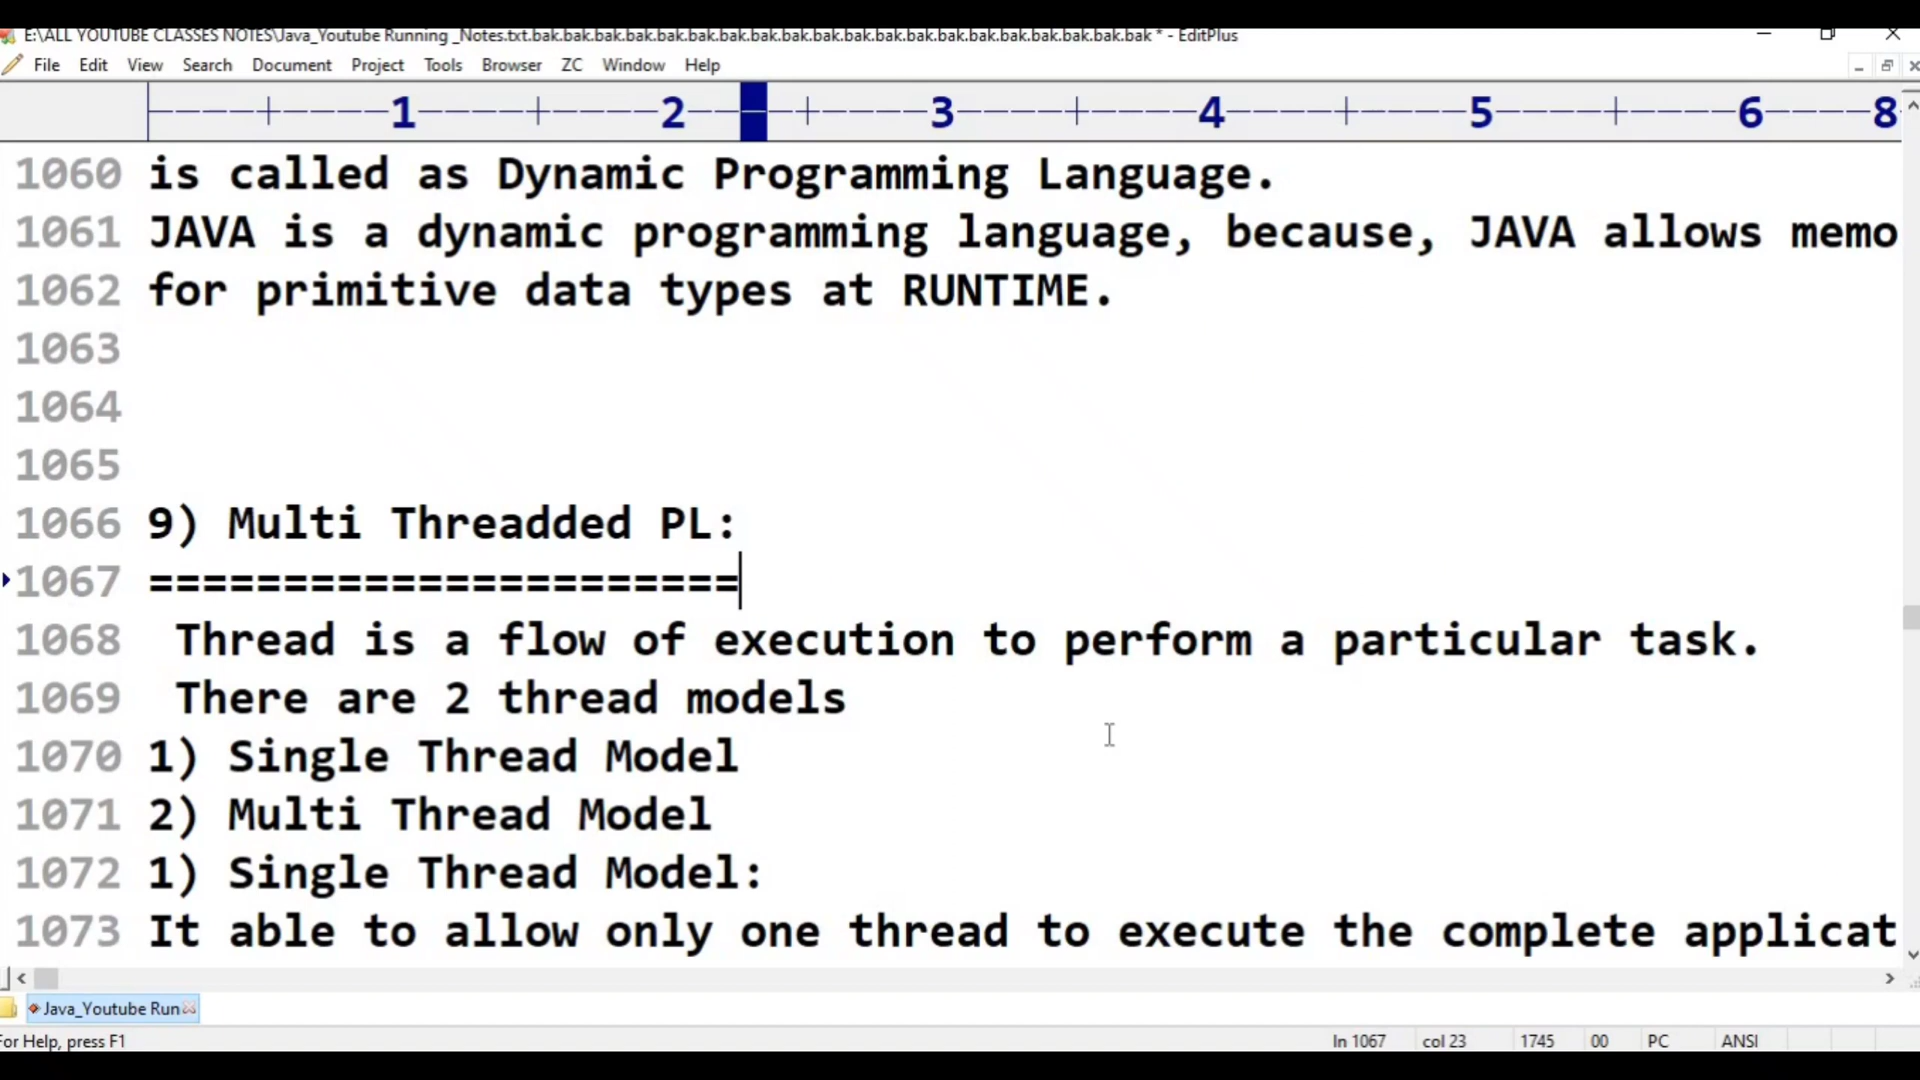 E:\ALL YOUTUBE CLASSES NOTES\Java_Youtube Running _Notes.txt.bak.bak.bak.bak.bak.bak.bak.bak.bak.bak.bak.bak.bak.bak.bak.bak.bak.bak.bak.bak * - EditPlus
File Edit View Search Document Project Tools Browser ZC Window Help
1 2 3 4 5 6 8
1060 is called as Dynamic Programming Language.
1061 JAVA is a dynamic programming language, because, JAVA allows memo
1062 for primitive data types at RUNTIME.
1063
1064
1065
1066 9) Multi Threadded PL:
1067 ======================
1068 Thread is a flow of execution to perform a particular task.
1069 There are 2 thread models
1070 1) Single Thread Model
1071 2) Multi Thread Model
1072 1) Single Thread Model:
1073 It able to allow only one thread to execute the complete applicat
Java_Youtube Run
For Help, press F1 ln 1067 col 23 1745 00 PC ANSI